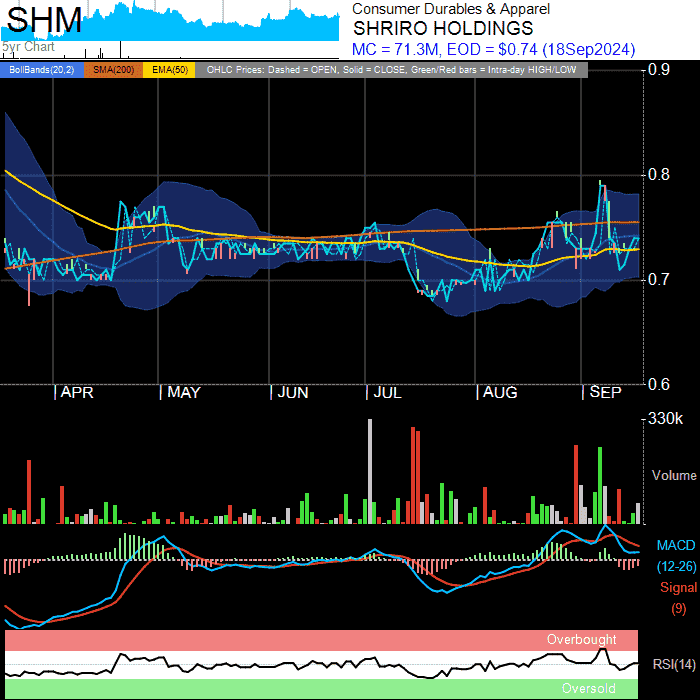 SHM
5yr Chart
Consumer Durables & Apparel
SHRIRO HOLDINGS
MC = 71.3M, EOD = $0.74 (18Sep2024)
BollBands(20,2) SMA(200) EMA(50) OHLC Prices: Dashed = OPEN, Solid = CLOSE, Green/Red bars = Intra-day HIGH/LOW
0.9
0.8
0.7
0.6
APR MAY JUN JUL AUG SEP
330k
Volume
MACD
(12-26)
Signal
(9)
Overbought
RSI(14)
Oversold